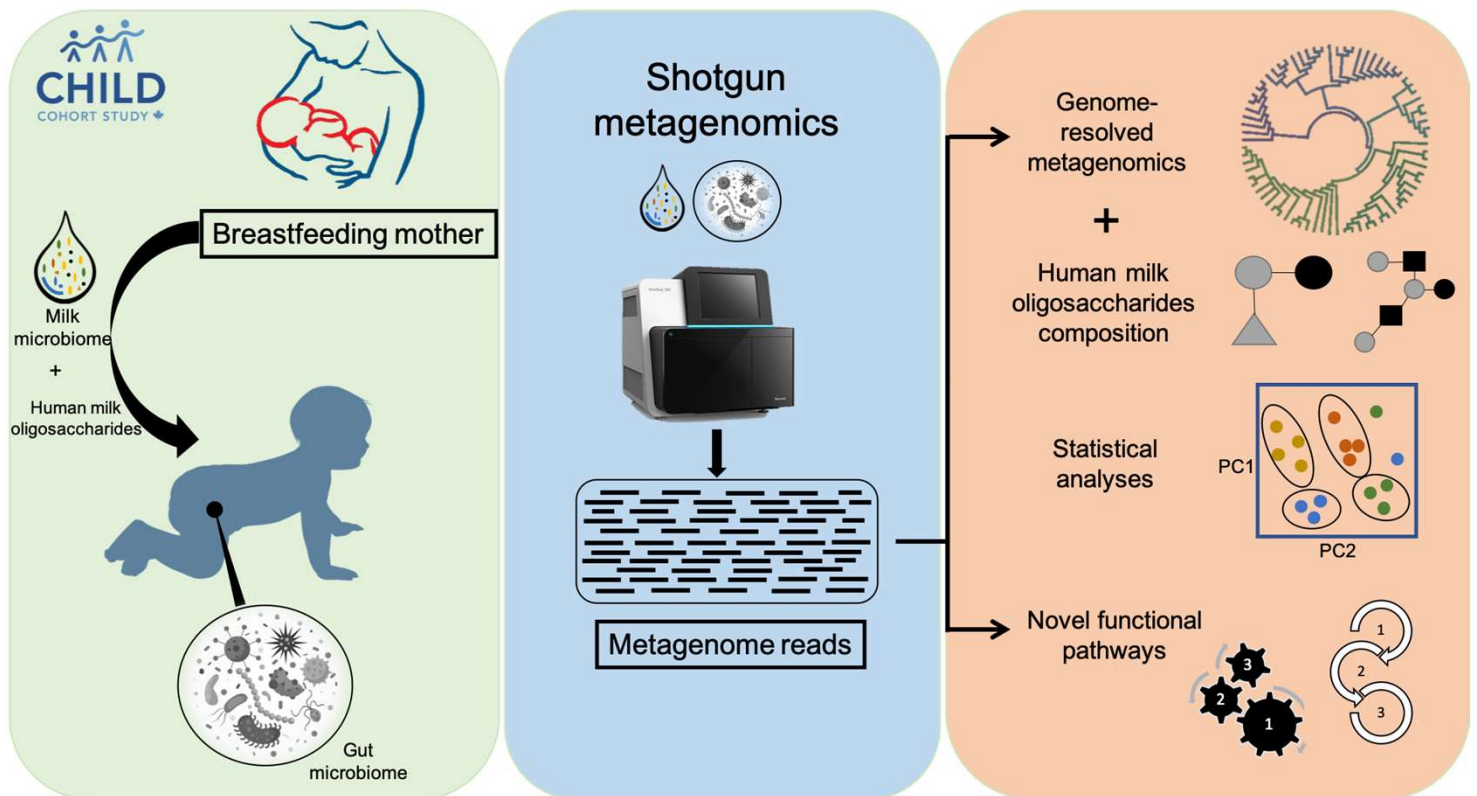 CHILD
COHORT STUDY
Breastfeeding mother
Milk
microbiome
+
Human milk
oligosaccharides
Gut
microbiome
Shotgun
metagenomics
Metagenome reads
Genome-
resolved
metagenomics
+
Human milk
oligosaccharides
composition
Statistical
analyses
PC1
PC2
Novel functional
pathways
3
2
1
1
2
3